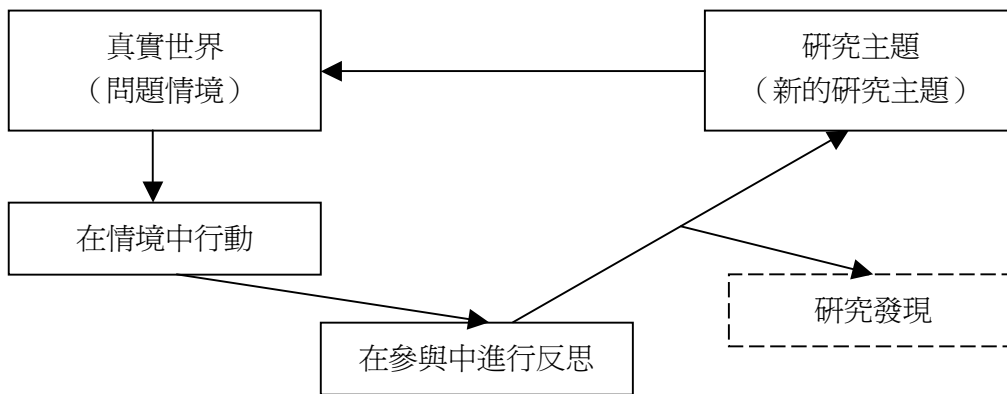 真實世界
（問題情境）
研究主題
（新的研究主題）
在情境中行動
研究發現
在參與中進行反思